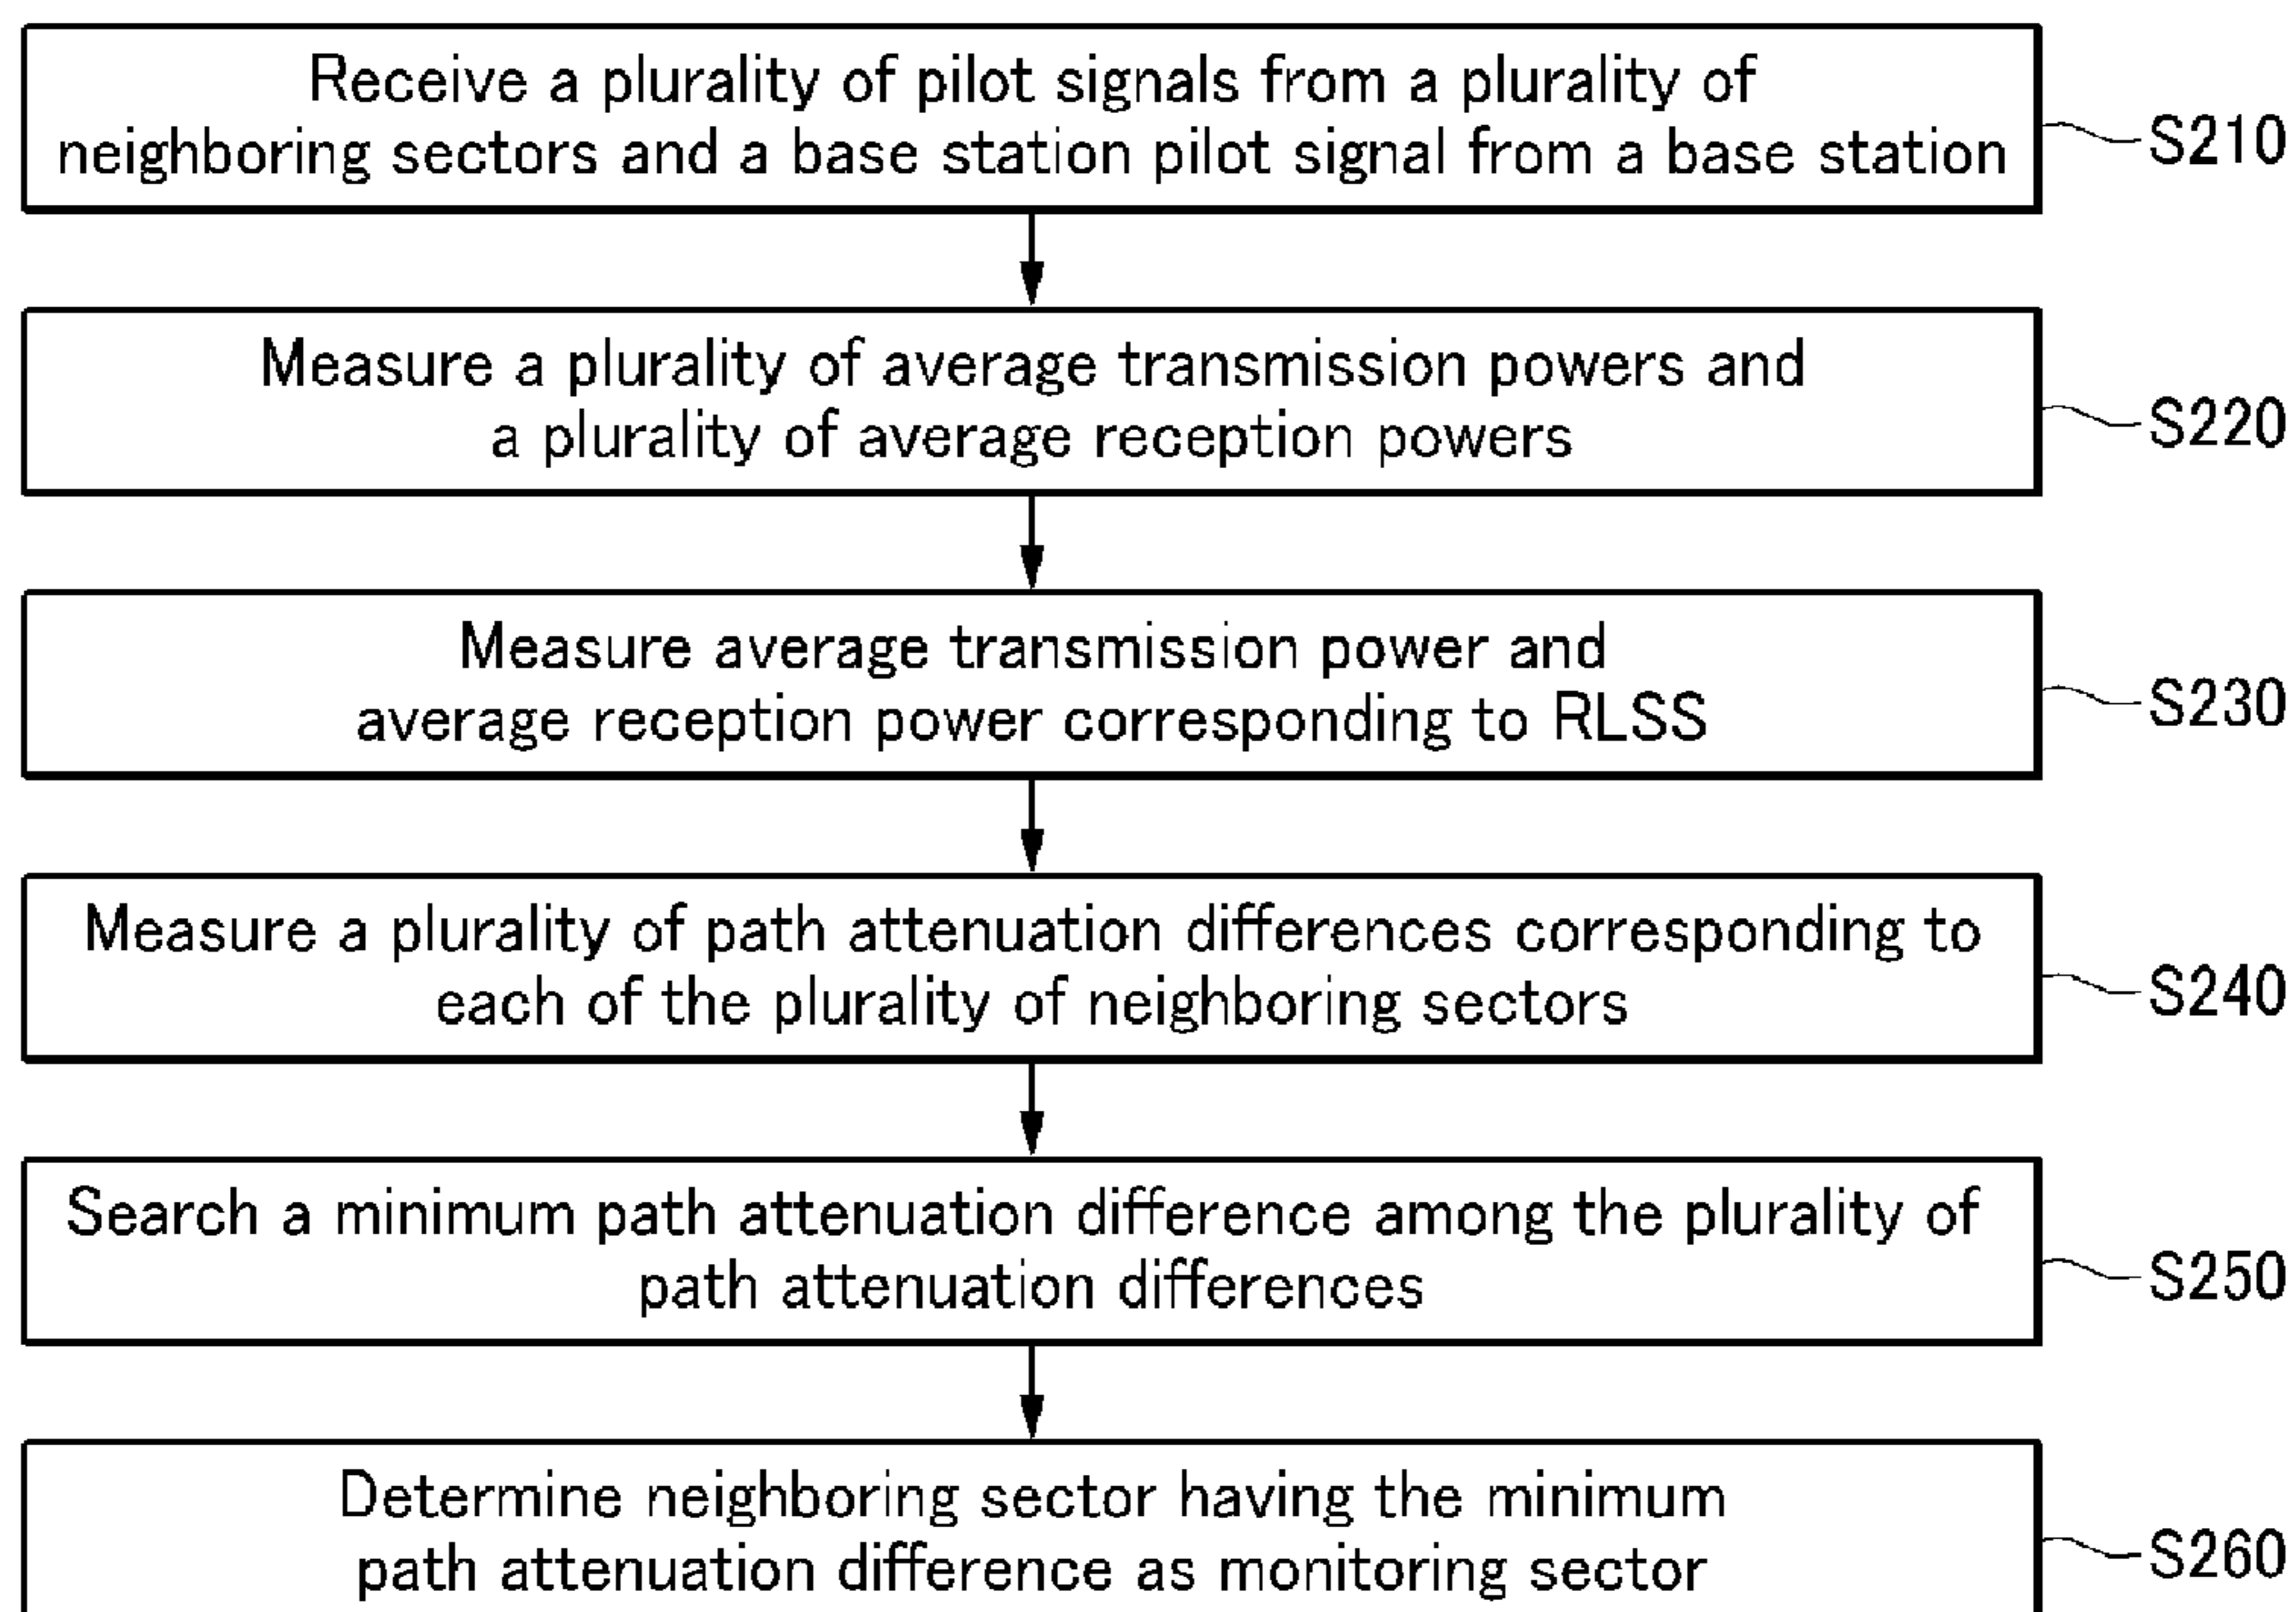 Receive a plurality of pilot signals from a plurality of
neighboring sectors and a base station pilot signal from a base station
S210
Measure a plurality of average transmission powers and
a plurality of average reception powers
S220
Measure average transmission power and
average reception power corresponding to RLSS
S230
Measure a plurality of path attenuation differences corresponding to
each of the plurality of neighboring sectors
S240
Search a minimum path attenuation difference among the plurality of
path attenuation differences
S250
Determine neighboring sector having the minimum
path attenuation difference as monitoring sector
S260